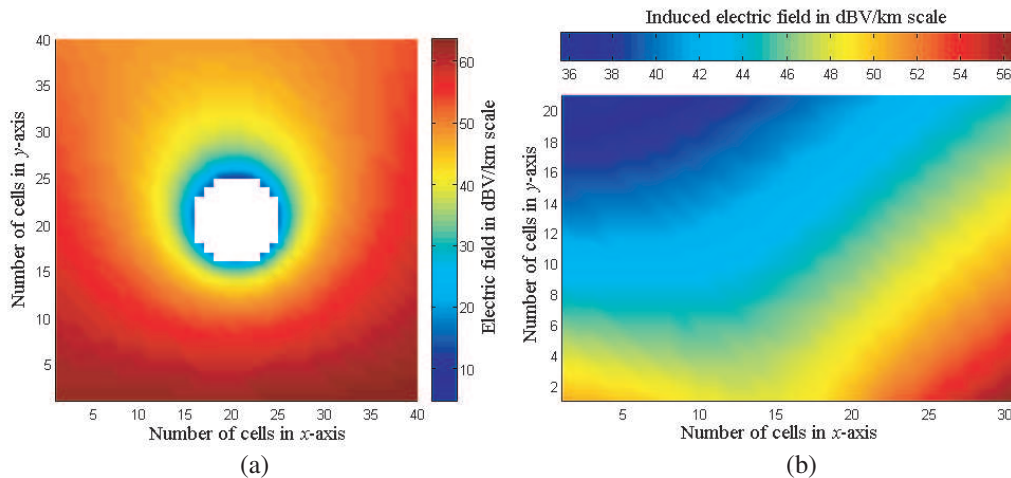 40
35
30
25
20
15
10
5
Number of cells in y-axis
5 10 15 20 25 30 35 40
Number of cells in x-axis
60
50
40
30
20
10
Electric field in dBV/km scale
(a)
Induced electric field in dBV/km scale
36 38 40 42 44 46 48 50 52 54 56
20
18
16
14
12
10
8
6
4
2
Number of cells in y-axis
5 10 15 20 25 30
Number of cells in x-axis
(b)